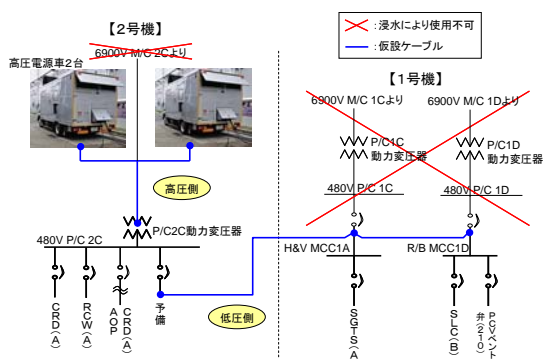 【2号機】
6900V M/C 2Cより
高圧電源車2台
:浸水により使用不可
:仮設ケーブル
【1号機】
6900V M/C 1Cより
6900V M/C 1Dより
P/C1C
動力変圧器
P/C1D
動力変圧器
高圧側
480V P/C 1C
480V P/C 1D
P/C2C動力変圧器
480V P/C 2C
H&V MCC1A
R/B MCC1D
低圧側
CRD(A)
RCW(A)
CRD(A)
AOP
予備
SGTS(A
SLC(B)
PCVベント
弁(210)